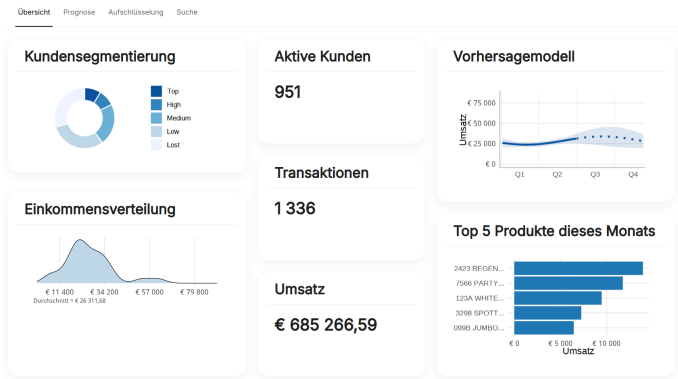 Übersicht Prognose Aufschlüsselung Suche
Kundensegmentierung
Top
High
Medium
Low
Lost
Einkommensverteilung
€ 11 400 € 34 200 € 57 000 € 79 800
Durchschnitt = € 26 311,68
Aktive Kunden
951
Transaktionen
1 336
Umsatz
€ 685 266,59
Vorhersagemodell
Umsatz
€ 75 000
€ 50 000
€ 25 000
€ 0
Q1 Q2 Q3 Q4
Top 5 Produkte dieses Monats
2423 REGEN...
7566 PARTY...
123A WHITE...
3298 SPOTT...
099B JUMBO...
€ 0 € 5 000 € 10 000
Umsatz